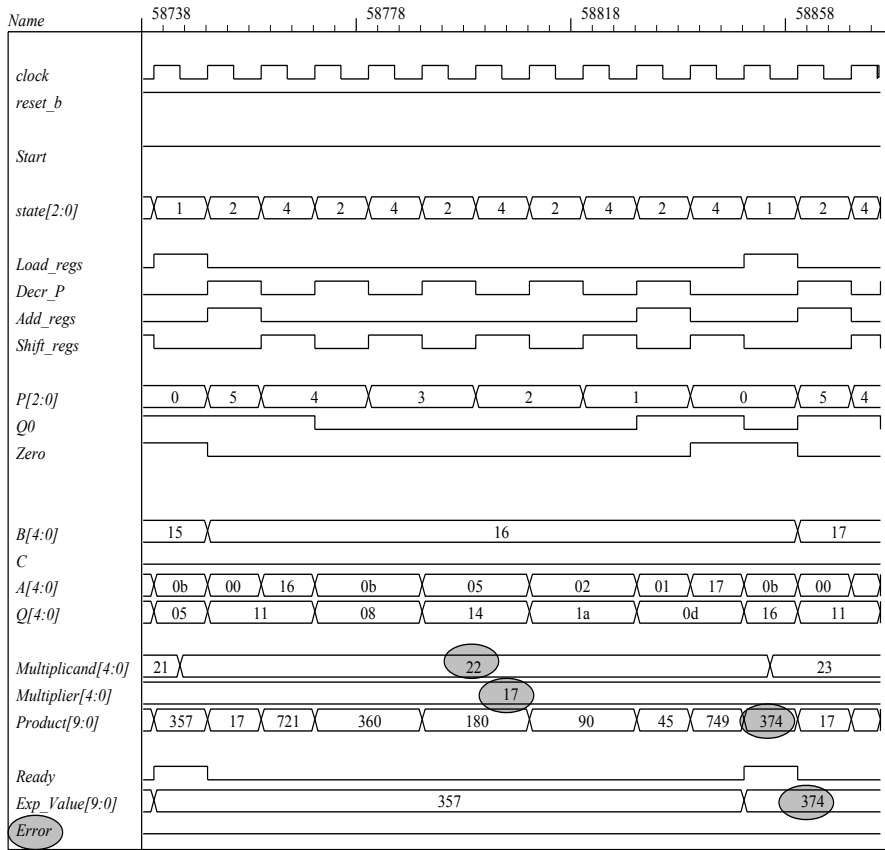 Name 58738 58778 58818 58858
clock
reset_b
Start
state[2:0] 1 2 4 2 4 2 4 2 4 2 4 1 2 4
Load_regs
Decr_P
Add_regs
Shift_regs
P[2:0] 0 5 4 3 2 1 0 5 4
Q0
Zero
B[4:0] 15 16 17
C
A[4:0] 0b 00 16 0b 05 02 01 17 0b 00
Q[4:0] 05 11 08 14 1a 0d 16 11
Multiplicand[4:0] 21 22 23
Multiplier[4:0] 17
Product[9:0] 357 17 721 360 180 90 45 749 374 17
Ready
Exp_Value[9:0] 357 374
Error